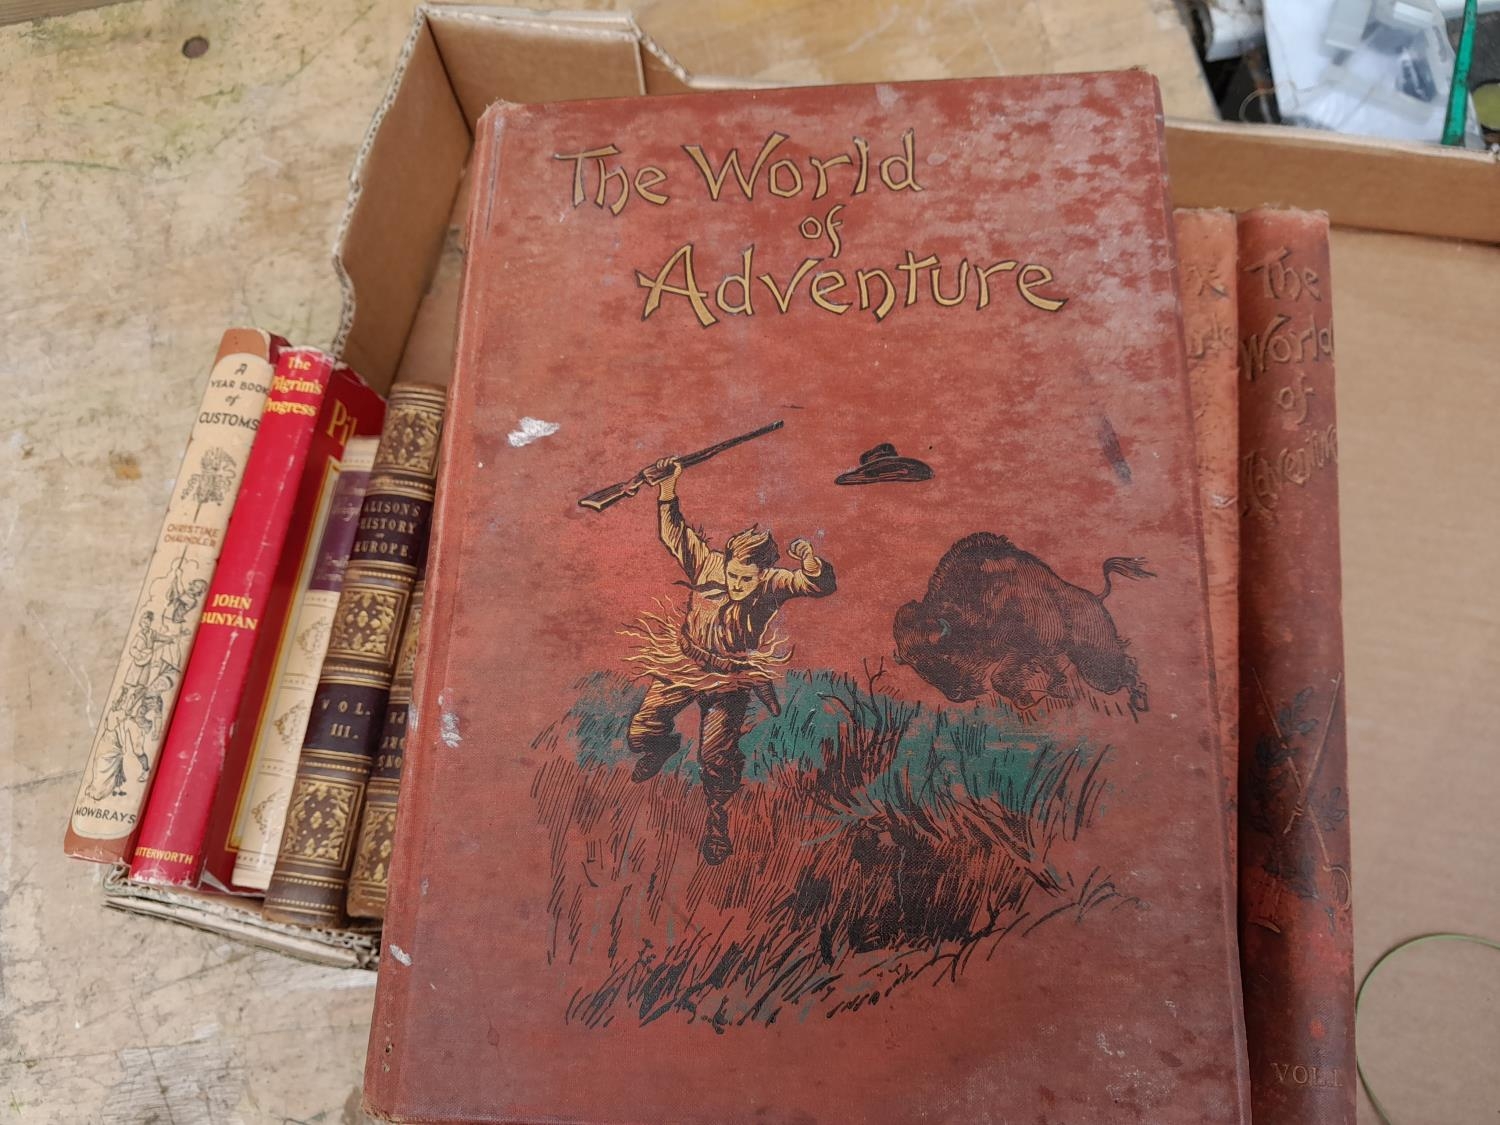 The World
of
Adventure
A
YEAR BOOK
of
CUSTOMS
CHRISTINE
CHAUNDLER
MOWBRAYS
The
Pilgrim's
Progress
JOHN
BUNYAN
Pil
ALISON'S
HISTORY
OF
EUROPE.
VOL.
III.
The
World
of
Adventure
VOL. I